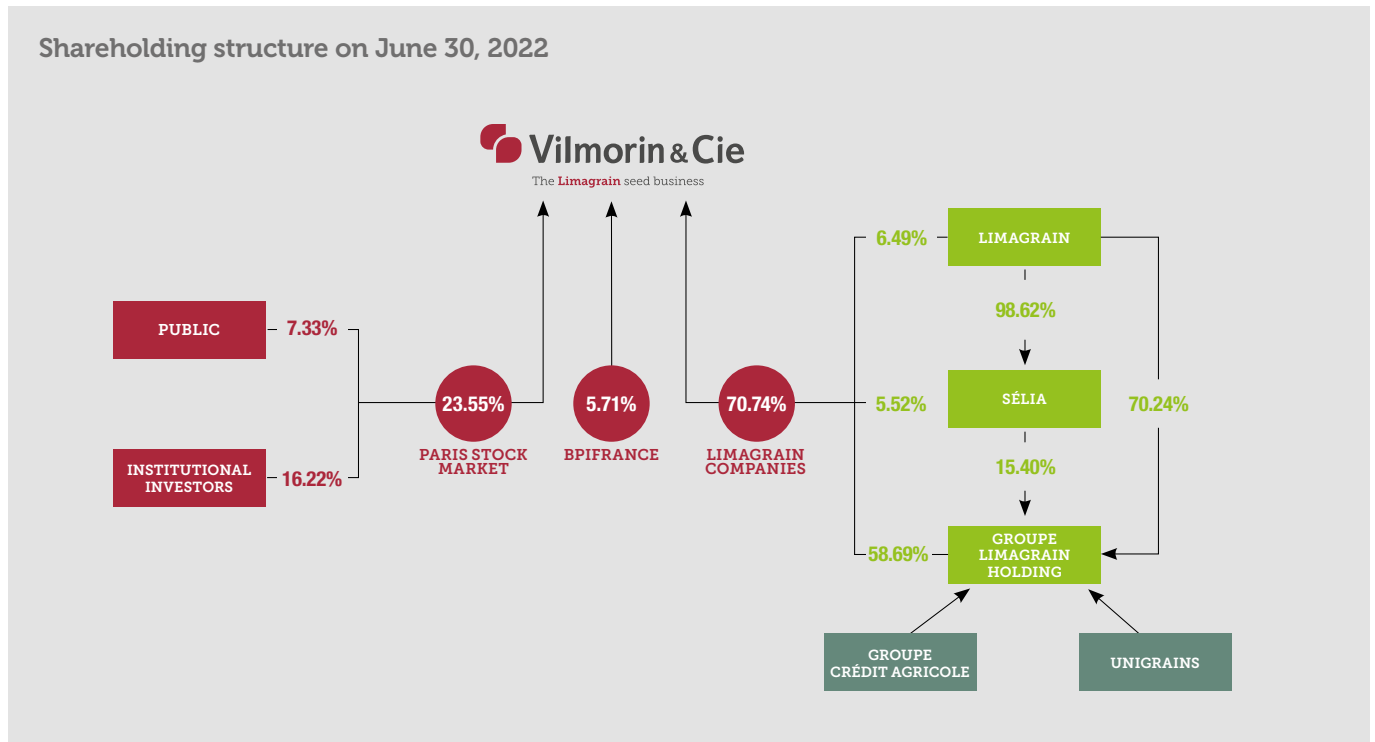 Shareholding structure on June 30, 2022
Vilmorin & Cie
The Limagrain seed business
6.49%
LIMAGRAIN
98.62%
PUBLIC
7.33%
23.55%
5.71%
70.74%
5.52%
SÉLIA
70.24%
PARIS STOCK
MARKET
BPIFRANCE
LIMAGRAIN
COMPANIES
INSTITUTIONAL
INVESTORS
16.22%
15.40%
58.69%
GROUPE
LIMAGRAIN
HOLDING
GROUPE
CRÉDIT AGRICOLE
UNIGRAINS